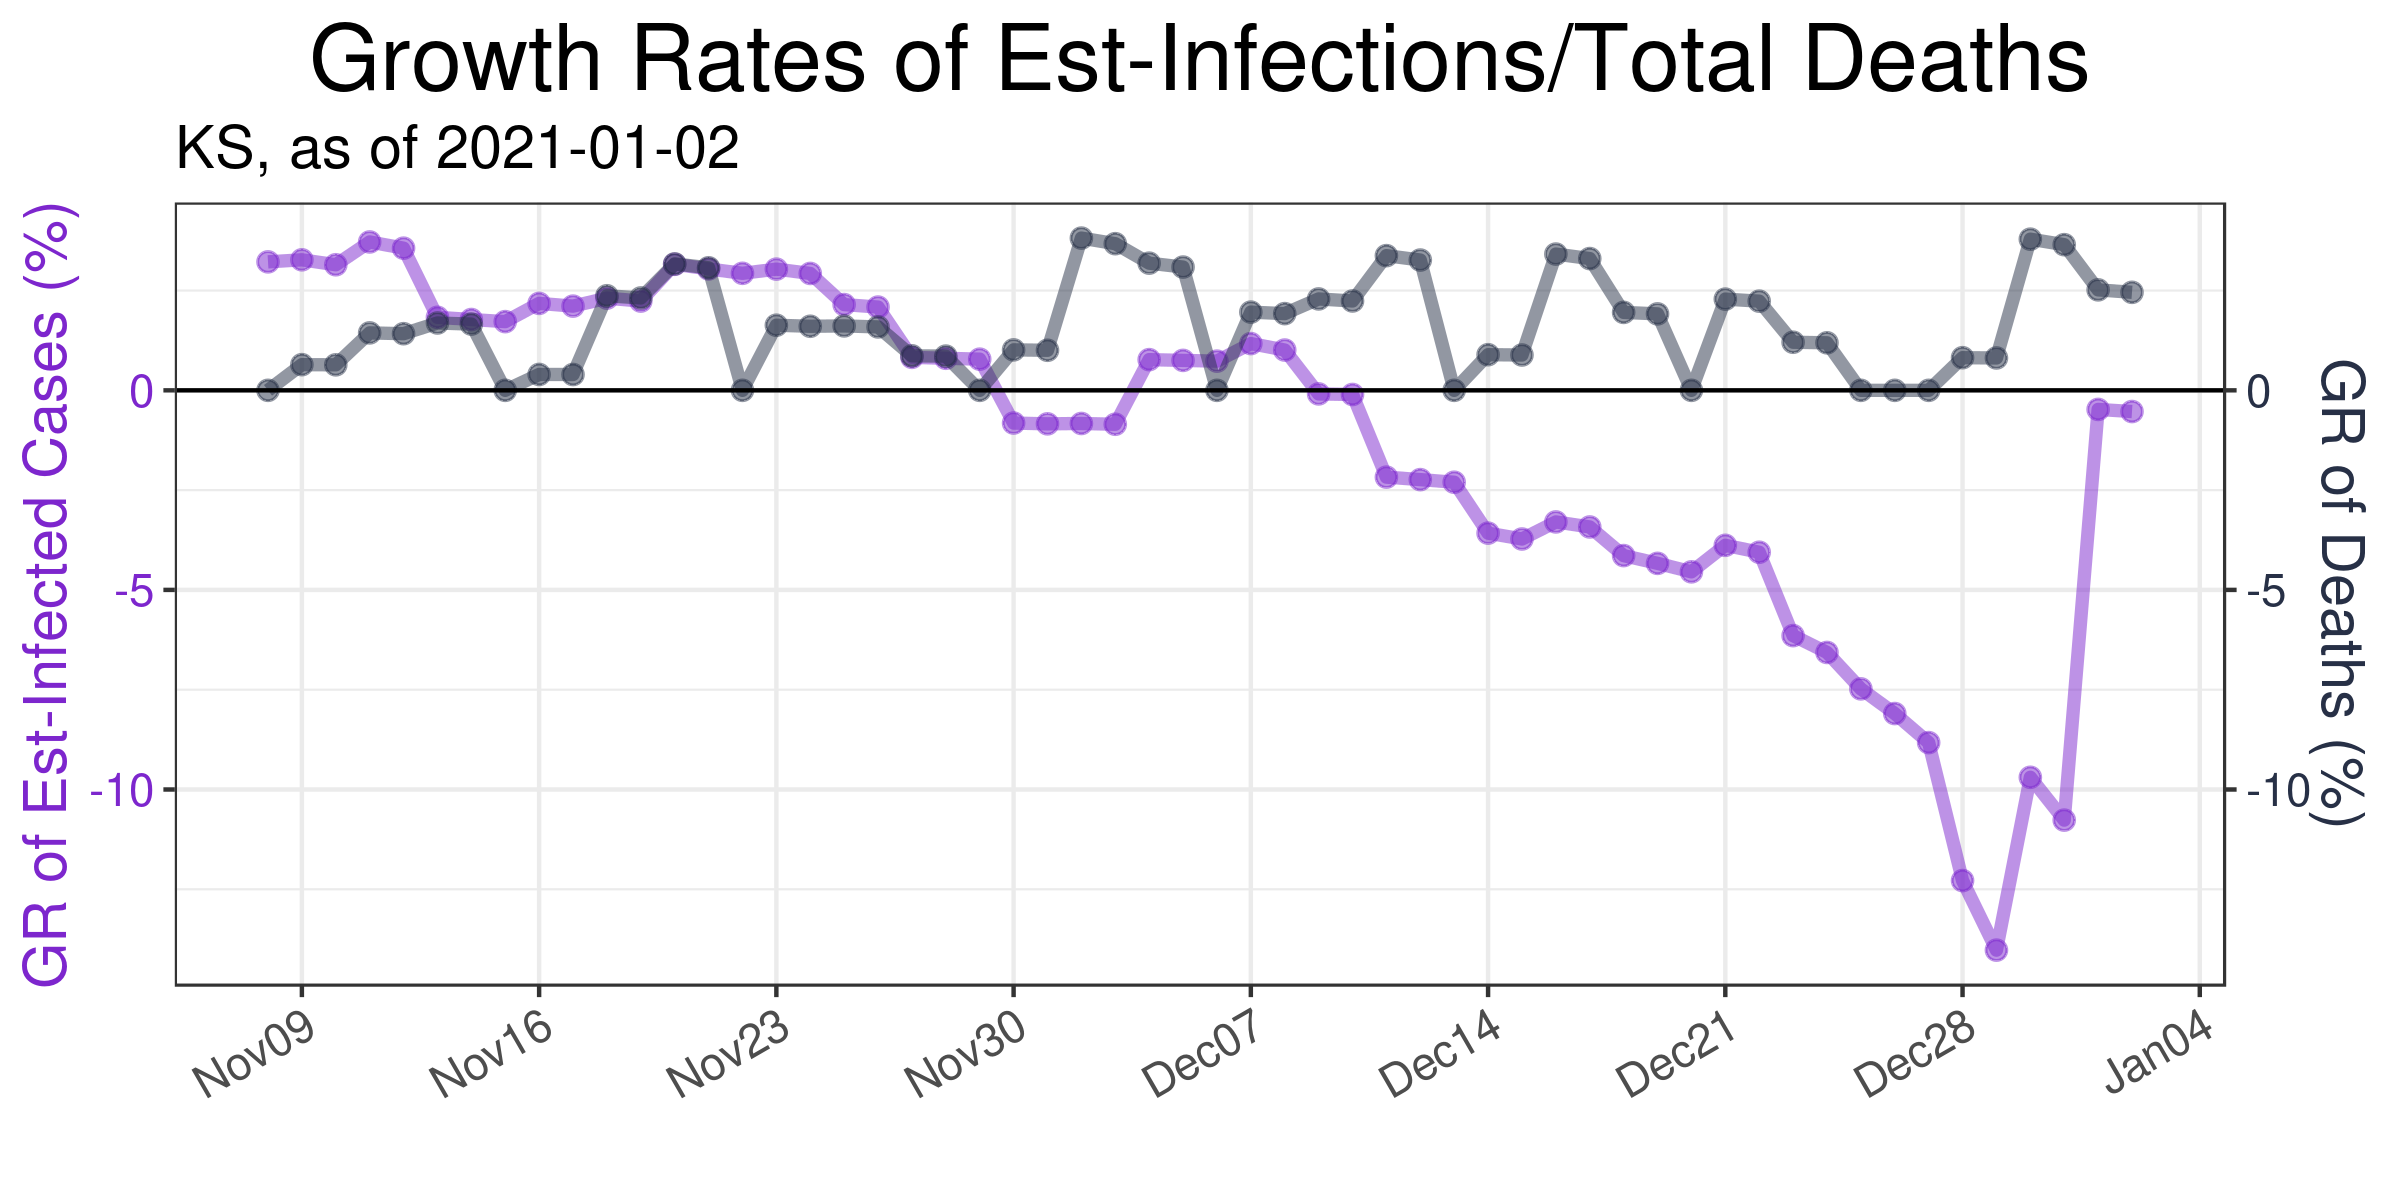 Growth Rates of Est-Infections/Total Deaths
KS, as of 2021-01-02
GR of Est-Infected Cases (%)
0
-5
-10
0
-5
-10
GR of Deaths (%)
Nov09
Nov16
Nov23
Nov30
Dec07
Dec14
Dec21
Dec28
Jan04